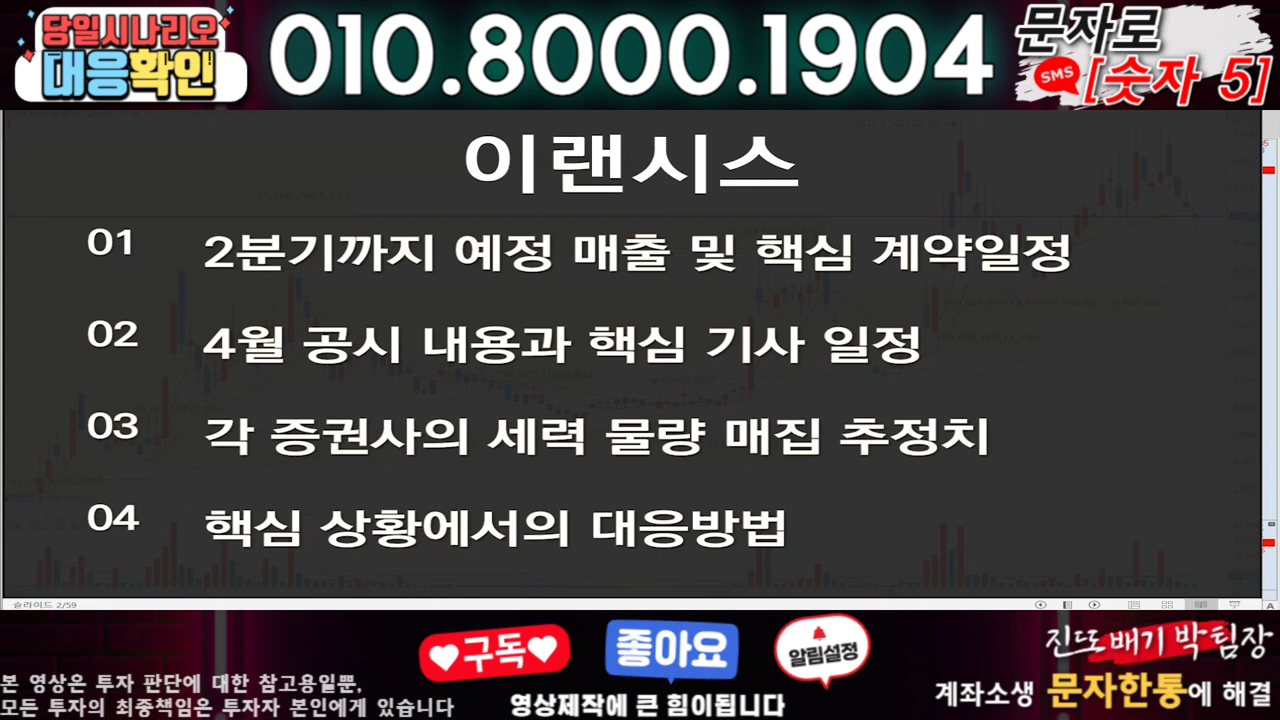 당일시나리오
대응확인
010.8000.1904
문자로
SMS
[숫자 5]
이랜시스
01 2분기까지 예정 매출 및 핵심 계약일정
02 4월 공시 내용과 핵심 기사 일정
03 각 증권사의 세력 물량 매집 추정치
04 핵심 상황에서의 대응방법
슬라이드 2/59
구독
좋아요
알림설정
영상제작에 큰 힘이됩니다
본 영상은 투자 판단에 대한 참고용일뿐,
모든 투자의 최종책임은 투자자 본인에게 있습니다
진또배기 박팀장
계좌소생 문자한통에 해결